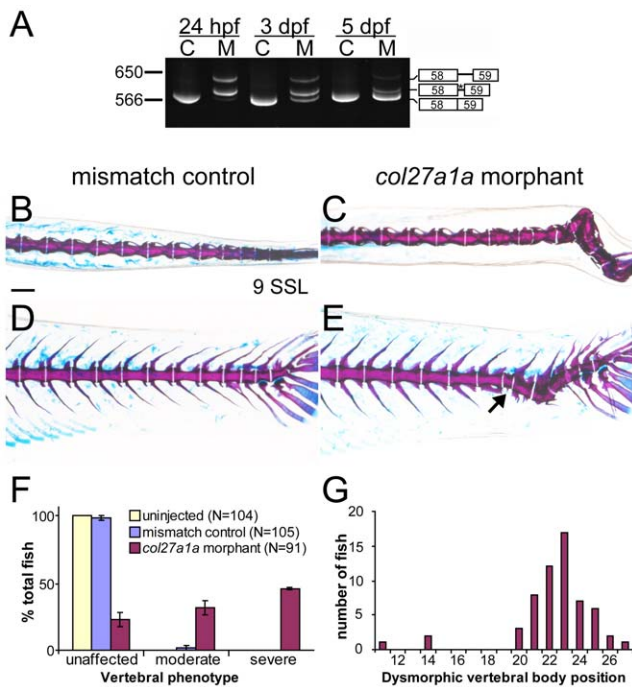 A
24 hpf 3 dpf 5 dpf
C M C M C M
650
566
58 59
58 * 59
58 59
mismatch control
col27a1a morphant
B
C
9 SSL
D
E
F
G
% total fish
100
50
0
uninjected (N=104)
mismatch control (N=105)
col27a1a morphant (N=91)
unaffected moderate severe
Vertebral phenotype
number of fish
20
15
10
5
0
12 14 16 18 20 22 24 26
Dysmorphic vertebral body position